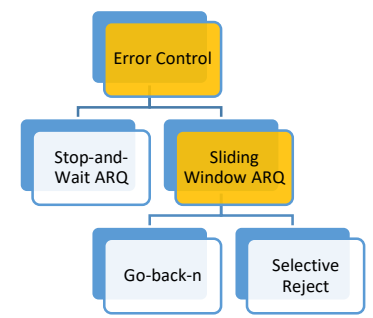 Error Control
Stop-and-
Wait ARQ
Sliding
Window ARQ
Go-back-n
Selective
Reject